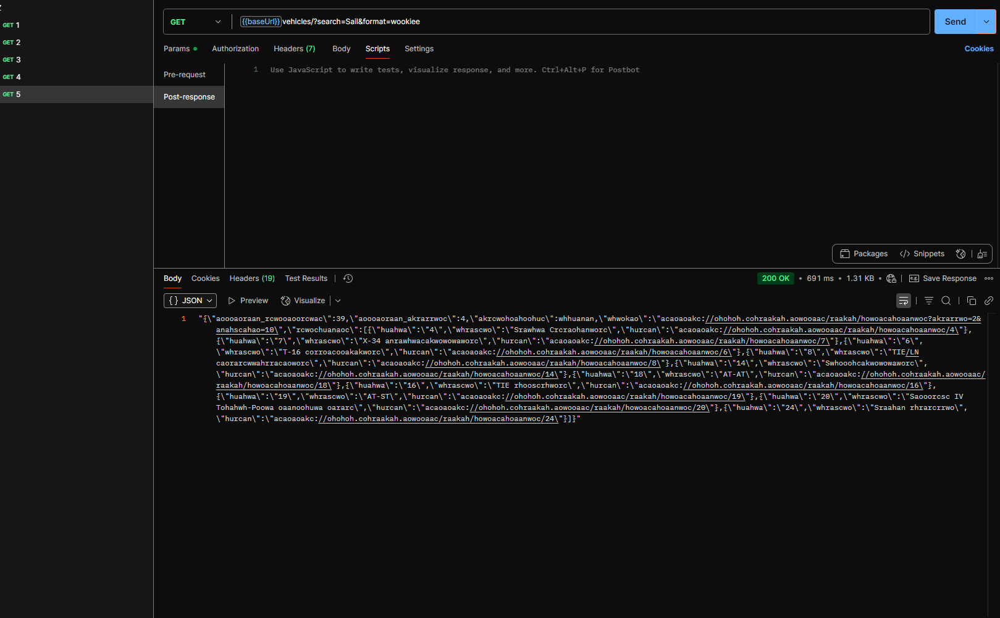 GET 1
GET 2
GET 3
GET 4
GET 5
GET {{baseUrl}}vehicles/?search=Sail&format=wookiee
Send
Params Authorization Headers (7) Body Scripts Settings
Cookies
Pre-request
Post-response
1 Use JavaScript to write tests, visualize response, and more. Ctrl+Alt+P for Postbot
Packages </> Snippets
Body Cookies Headers (19) Test Results
200 OK • 691 ms • 1.31 KB • Save Response
{} JSON Preview Visualize
1 "{\"aoooaoraan_rcwooaoorcwac\":39,\"aoooaoraan_akrarrwoc\":4,\"akrcwohoahoohuc\":whhuanan,\"whwokao\":\"acaoaoakc://ohohoh.cohraakah.aowooaac/raakah/howoacahoaanwoc?akrarrwo=2&
anahscahao=10\",\"rcwochuanaoc\":[{\"huahwa\":\"4\",\"whrascwo\":\"Srawhwa Crcraohanworc\",\"hurcan\":\"acaoaoakc://ohohoh.cohraakah.aowooaac/raakah/howoacahoaanwoc/4\"},
{\"huahwa\":\"7\",\"whrascwo\":\"X-34 anrawhwacakwowowaworc\",\"hurcan\":\"acaoaoakc://ohohoh.cohraakah.aowooaac/raakah/howoacahoaanwoc/7\"},{\"huahwa\":\"6\",
\"whrascwo\":\"T-16 corroacooakakworc\",\"hurcan\":\"acaoaoakc://ohohoh.cohraakah.aowooaac/raakah/howoacahoaanwoc/6\"},{\"huahwa\":\"8\",\"whrascwo\":\"TIE/LN
caorarcwwahrracaoworc\",\"hurcan\":\"acaoaoakc://ohohoh.cohraakah.aowooaac/raakah/howoacahoaanwoc/8\"},{\"huahwa\":\"14\",\"whrascwo\":\"Swhooohcakwowowaworc\",
\"hurcan\":\"acaoaoakc://ohohoh.cohraakah.aowooaac/raakah/howoacahoaanwoc/14\"},{\"huahwa\":\"18\",\"whrascwo\":\"AT-AT\",\"hurcan\":\"acaoaoakc://ohohoh.cohraakah.aowooaac/
raakah/howoacahoaanwoc/18\"},{\"huahwa\":\"16\",\"whrascwo\":\"TIE rhooscrhworc\",\"hurcan\":\"acaoaoakc://ohohoh.cohraakah.aowooaac/raakah/howoacahoaanwoc/16\"},
{\"huahwa\":\"19\",\"whrascwo\":\"AT-ST\",\"hurcan\":\"acaoaoakc://ohohoh.cohraakah.aowooaac/raakah/howoacahoaanwoc/19\"},{\"huahwa\":\"20\",\"whrascwo\":\"Saooorcsc IV
Tohahwh-Poowa oaanoohuwa oararc\",\"hurcan\":\"acaoaoakc://ohohoh.cohraakah.aowooaac/raakah/howoacahoaanwoc/20\"},{\"huahwa\":\"24\",\"whrascwo\":\"Sraahan rhrarcrrwo\",
\"hurcan\":\"acaoaoakc://ohohoh.cohraakah.aowooaac/raakah/howoacahoaanwoc/24\"}]}"